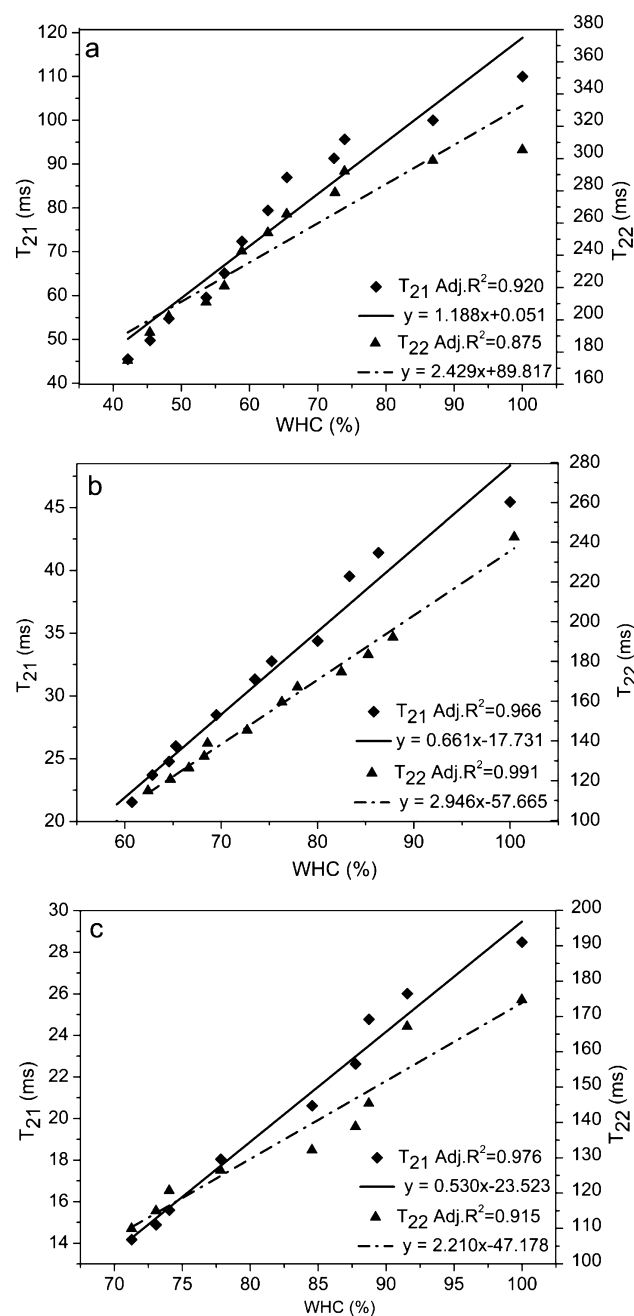 a
T21 (ms)
120
110
100
90
80
70
60
50
40
380
360
340
320
300
280
260
240
220
200
180
160
T22 (ms)
T21 Adj.R²=0.920
y = 1.188x+0.051
T22 Adj.R²=0.875
y = 2.429x+89.817
40 50 60 70 80 90 100
WHC (%)
b
T21 (ms)
45
40
35
30
25
20
280
260
240
220
200
180
160
140
120
100
T22 (ms)
T21 Adj.R²=0.966
y = 0.661x-17.731
T22 Adj.R²=0.991
y = 2.946x-57.665
60 70 80 90 100
WHC (%)
c
T21 (ms)
30
28
26
24
22
20
18
16
14
200
190
180
170
160
150
140
130
120
110
100
T22 (ms)
T21 Adj.R²=0.976
y = 0.530x-23.523
T22 Adj.R²=0.915
y = 2.210x-47.178
70 75 80 85 90 95 100
WHC (%)